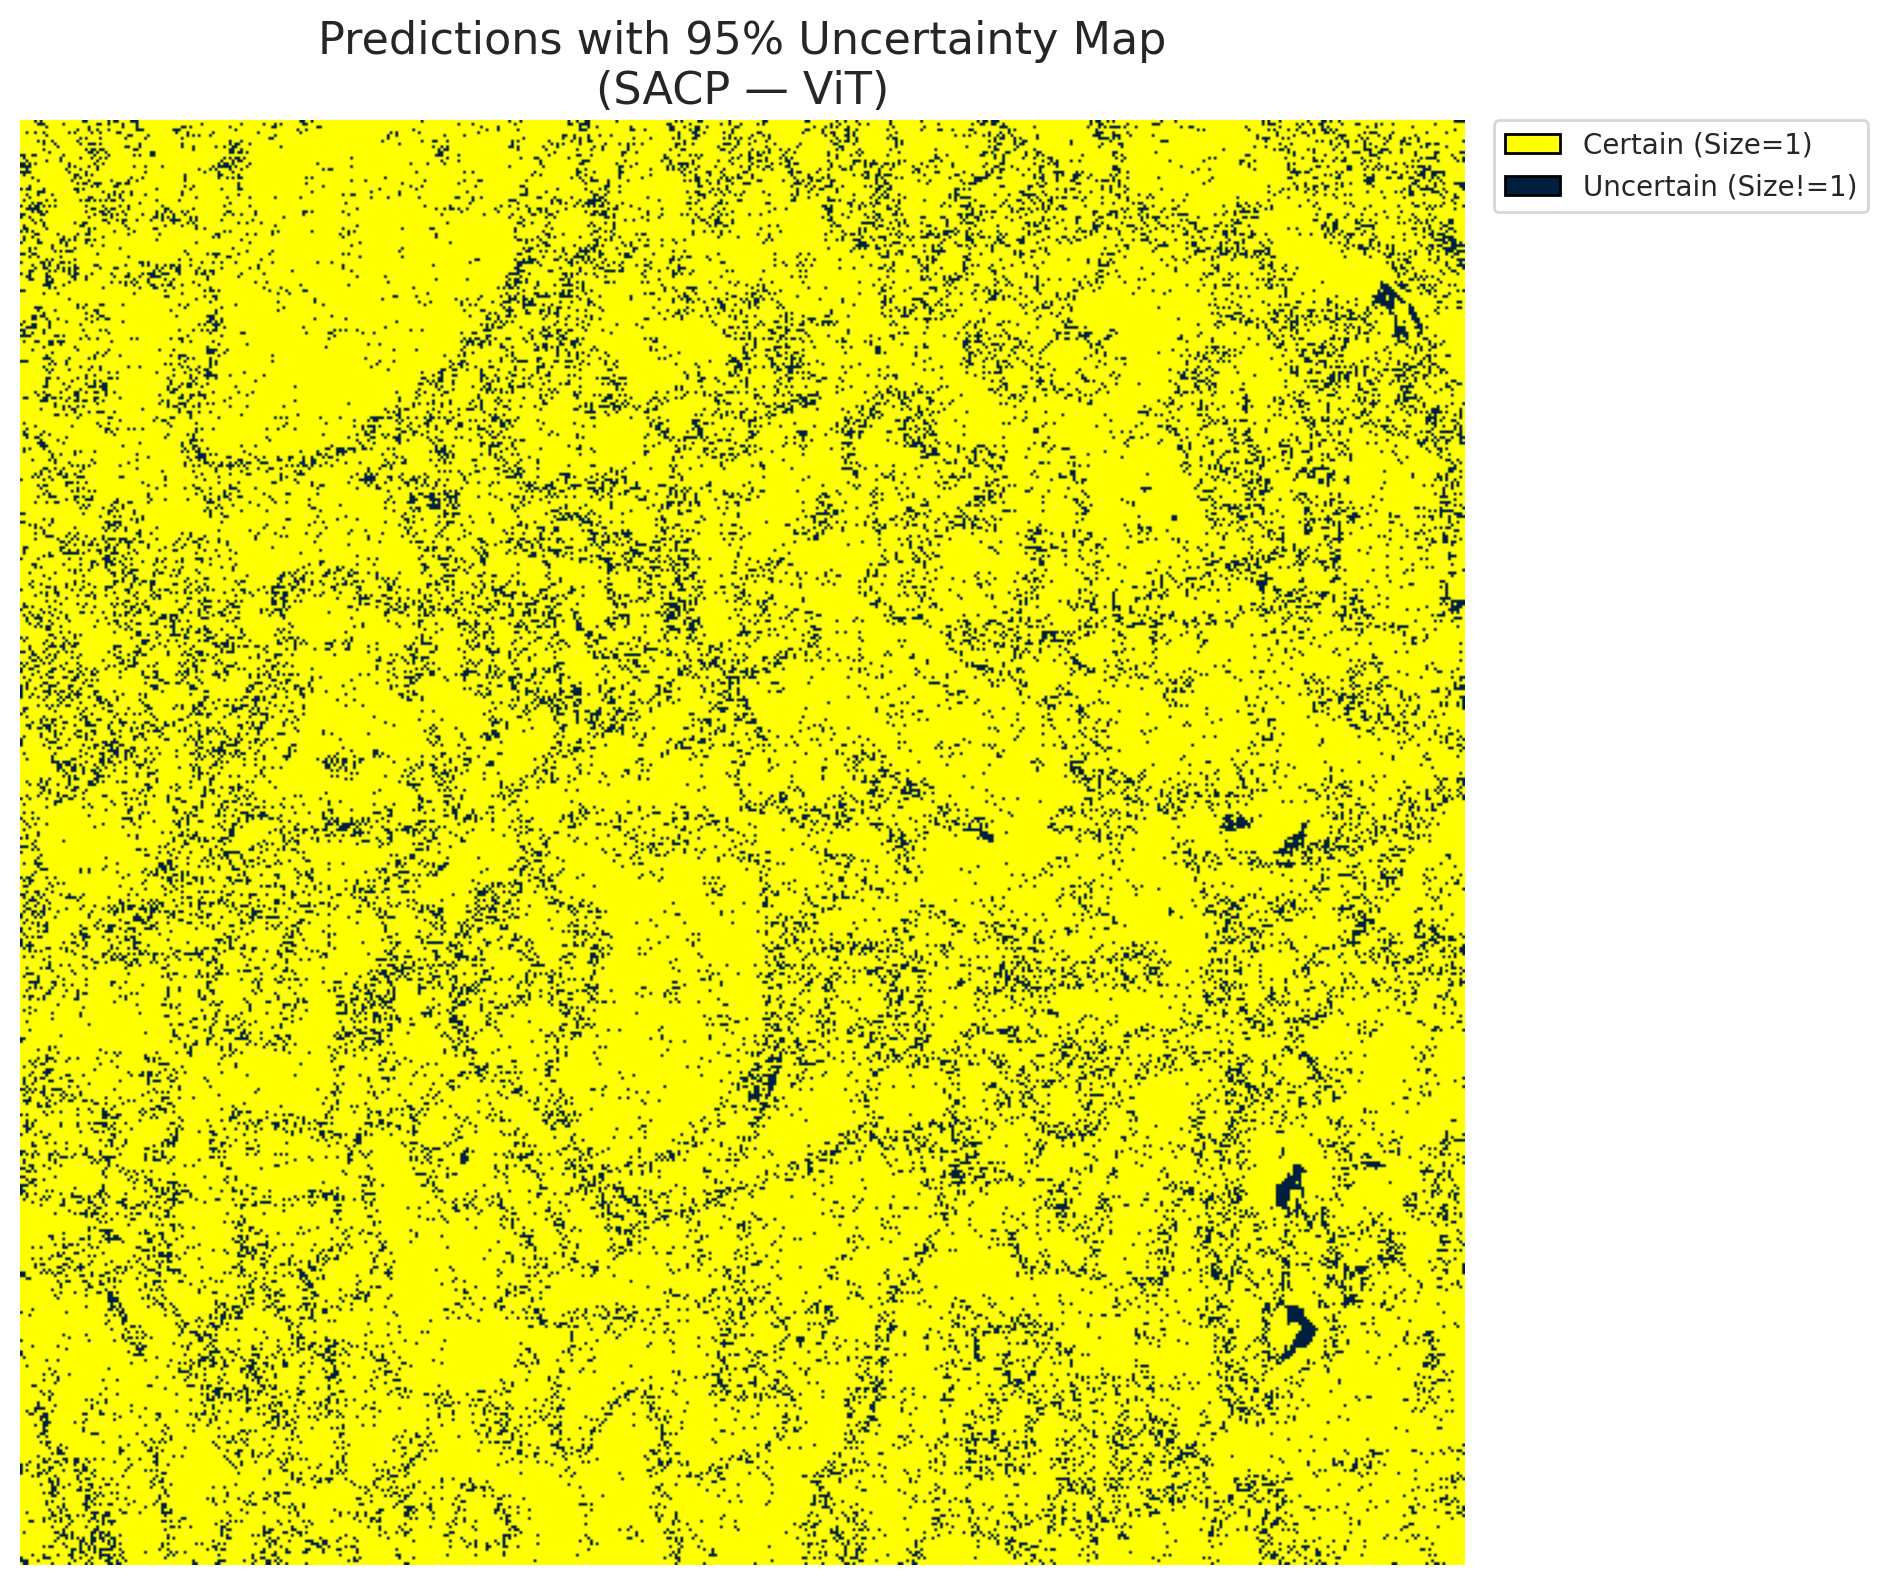 Predictions with 95% Uncertainty Map
(SACP — ViT)
Certain (Size=1)
Uncertain (Size!=1)